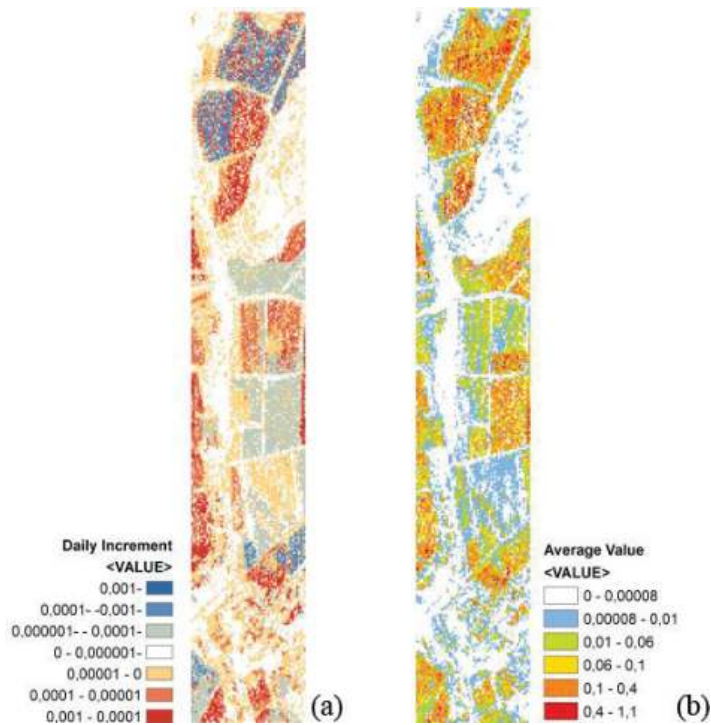 Daily Increment
<VALUE>
0,001-
0,0001- -0,001-
0,000001- - 0,0001-
0 - 0,000001-
0,00001 - 0
0,0001 - 0,00001
0,001 - 0,0001
(a)
Average Value
<VALUE>
0 - 0,00008
0,00008 - 0,01
0,01 - 0,06
0,06 - 0,1
0,1 - 0,4
0,4 - 1,1
(b)